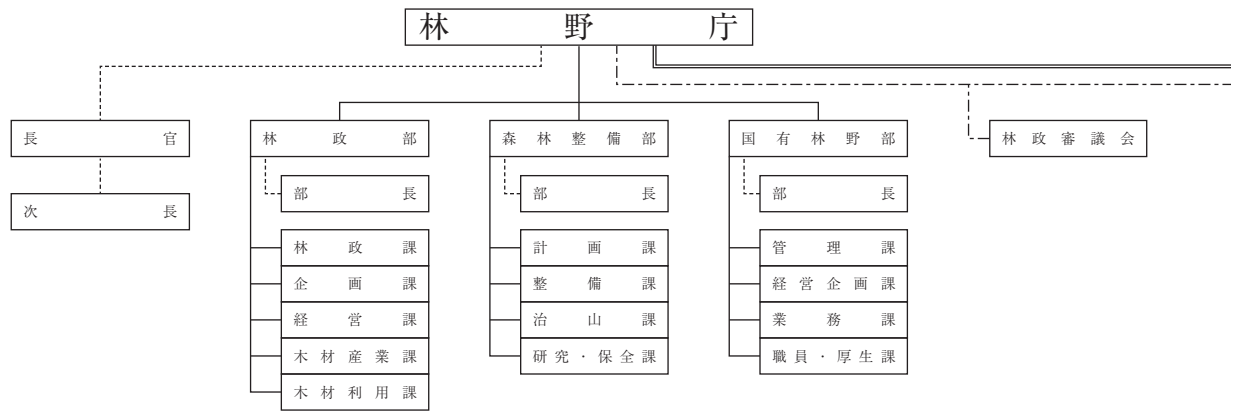 林野庁
長官
次長
林政部
部長
林政課
企画課
経営課
木材産業課
木材利用課
森林整備部
部長
計画課
整備課
治山課
研究・保全課
国有林野部
部長
管理課
経営企画課
業務課
職員・厚生課
林政審議会